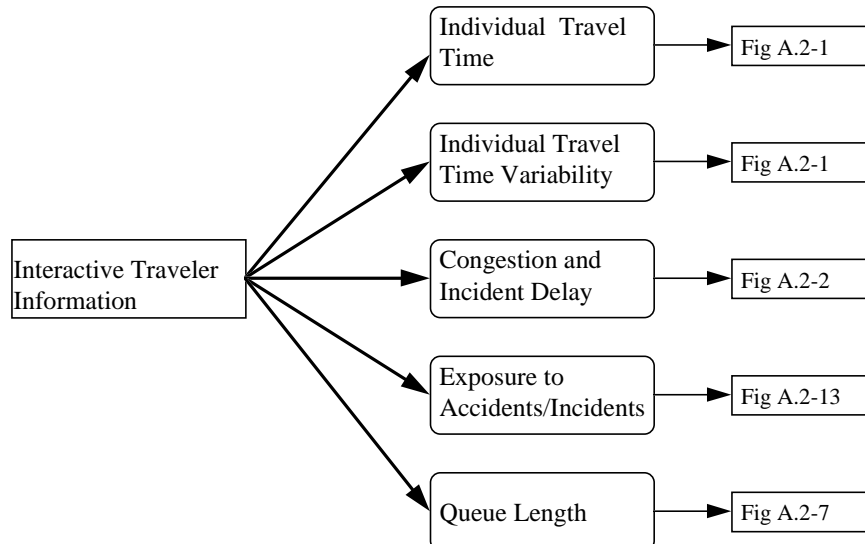 Individual Travel
Time
Fig A.2-1
Individual Travel
Time Variability
Fig A.2-1
Interactive Traveler
Information
Congestion and
Incident Delay
Fig A.2-2
Exposure to
Accidents/Incidents
Fig A.2-13
Queue Length
Fig A.2-7